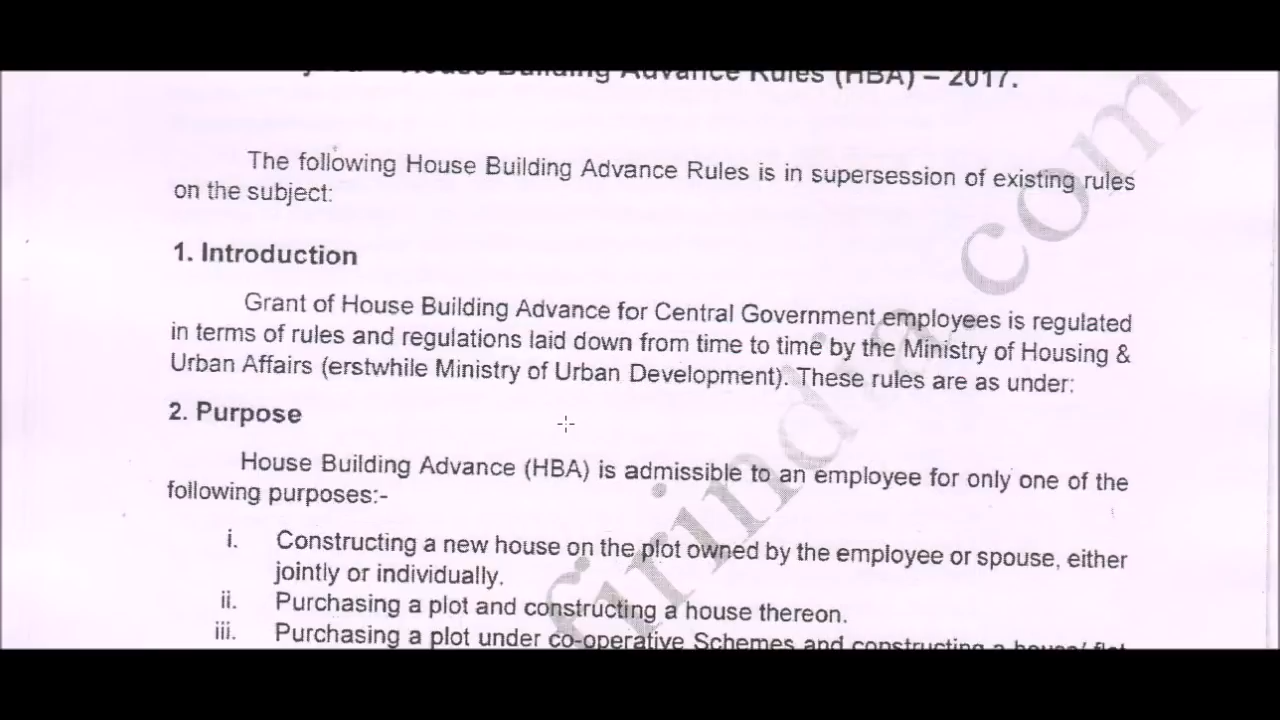 House Building Advance Rules (HBA) – 2017.
The following House Building Advance Rules is in supersession of existing rules
on the subject:
1. Introduction
Grant of House Building Advance for Central Government employees is regulated
in terms of rules and regulations laid down from time to time by the Ministry of Housing &
Urban Affairs (erstwhile Ministry of Urban Development). These rules are as under:
2. Purpose
House Building Advance (HBA) is admissible to an employee for only one of the
following purposes:-
i. Constructing a new house on the plot owned by the employee or spouse, either
jointly or individually.
ii. Purchasing a plot and constructing a house thereon.
iii. Purchasing a plot under co-operative Schemes and constructing a house/ flat
firindia.com